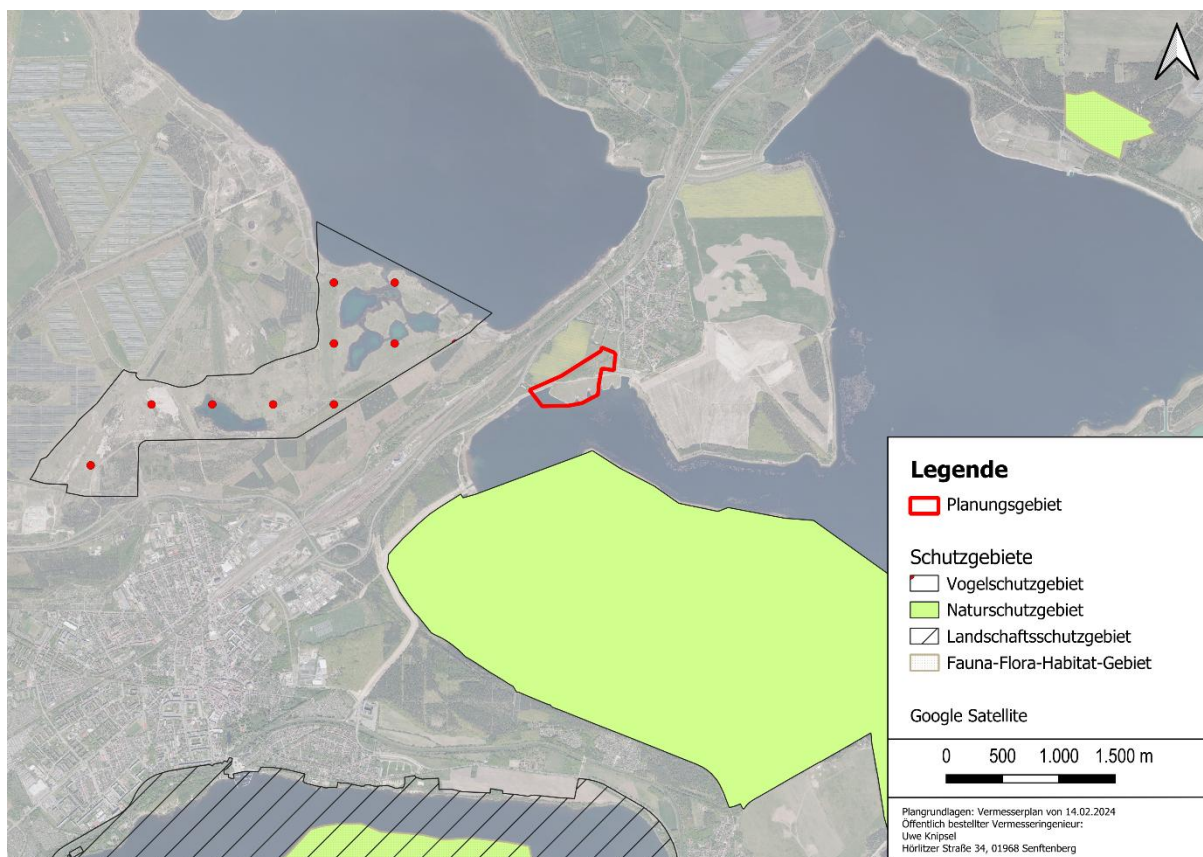 Legende
Planungsgebiet
Schutzgebiete
Vogelschutzgebiet
Naturschutzgebiet
Landschaftsschutzgebiet
Fauna-Flora-Habitat-Gebiet
Google Satellite
0 500 1.000 1.500 m
Plangrundlagen: Vermesserplan von 14.02.2024
Öffentlich bestellter Vermesseringenieur:
Uwe Knipsel
Hörlitzer Straße 34, 01968 Senftenberg